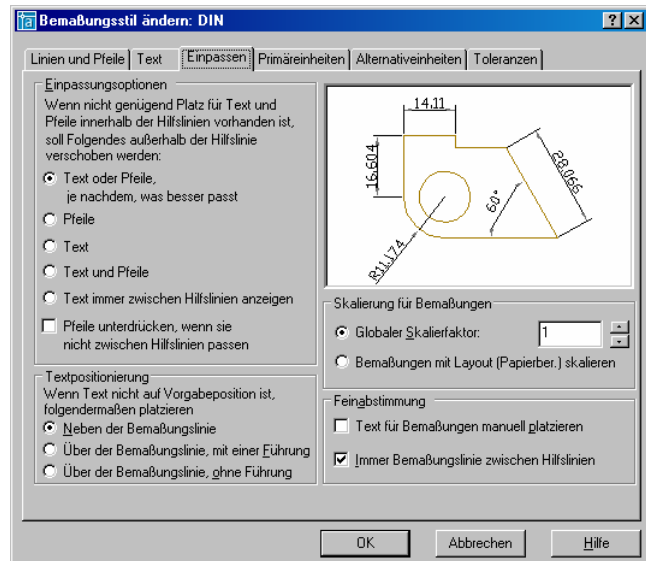 Bemaßungsstil ändern: DIN
Linien und Pfeile
Text
Einpassen
Primäreinheiten
Alternativeinheiten
Toleranzen
Einpassungsoptionen
Wenn nicht genügend Platz für Text und
Pfeile innerhalb der Hilfslinien vorhanden ist,
soll Folgendes außerhalb der Hilfslinie
verschoben werden:
Text oder Pfeile,
je nachdem, was besser passt
Pfeile
Text
Text und Pfeile
Text immer zwischen Hilfslinien anzeigen
Pfeile unterdrücken, wenn sie
nicht zwischen Hilfslinien passen
Textpositionierung
Wenn Text nicht auf Vorgabeposition ist,
folgendermaßen platzieren
Neben der Bemaßungslinie
Über der Bemaßungslinie, mit einer Führung
Über der Bemaßungslinie, ohne Führung
14,11
16,604
28,066
60°
R11,174
Skalierung für Bemaßungen
Globaler Skalierfaktor:
1
Bemaßungen mit Layout (Papierber.) skalieren
Feinabstimmung
Text für Bemaßungen manuell platzieren
Immer Bemaßungslinie zwischen Hilfslinien
OK
Abbrechen
Hilfe